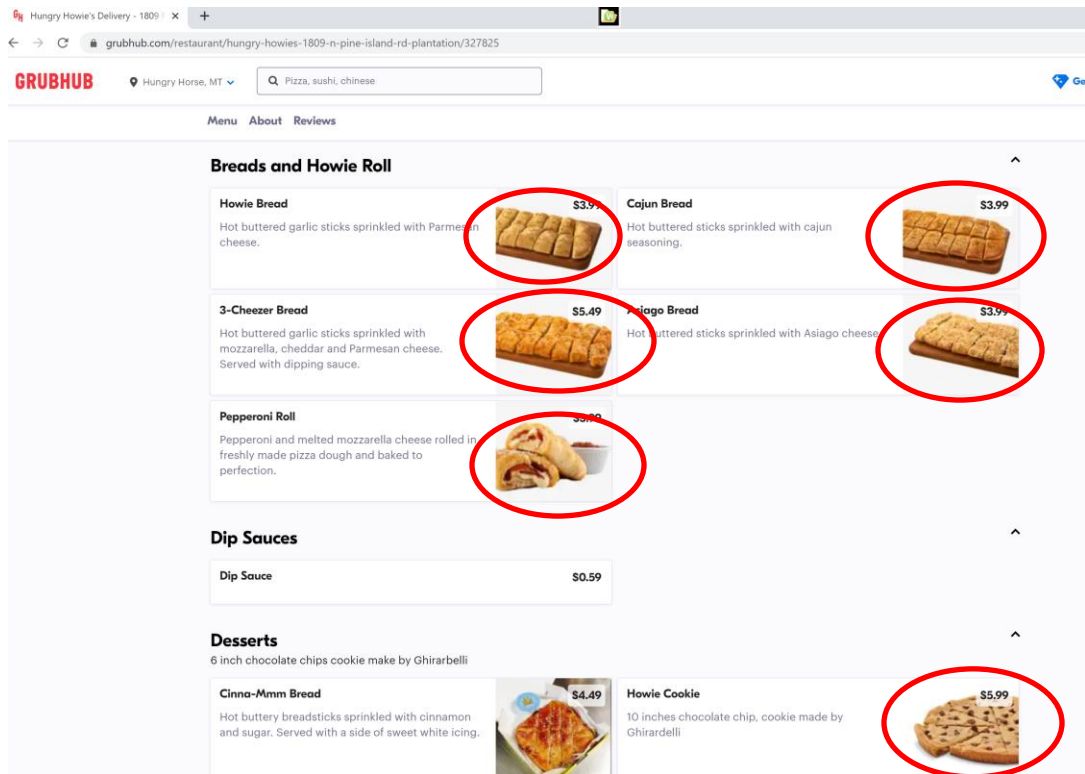 Hungry Howie's Delivery - 1809
grubhub.com/restaurant/hungry-howies-1809-n-pine-island-rd-plantation/327825
GRUBHUB
Hungry Horse, MT
Pizza, sushi, chinese
Ge
Menu About Reviews
Breads and Howie Roll
Howie Bread
$3.99
Hot buttered garlic sticks sprinkled with Parmesan
cheese.
Cajun Bread
$3.99
Hot buttered sticks sprinkled with cajun
seasoning.
3-Cheezer Bread
$5.49
Hot buttered garlic sticks sprinkled with
mozzarella, cheddar and Parmesan cheese.
Served with dipping sauce.
Asiago Bread
$3.99
Hot buttered sticks sprinkled with Asiago cheese
Pepperoni Roll
Pepperoni and melted mozzarella cheese rolled in
freshly made pizza dough and baked to
perfection.
Dip Sauces
Dip Sauce
$0.59
Desserts
6 inch chocolate chips cookie make by Ghirarbelli
Cinna-Mmm Bread
$4.49
Hot buttery breadsticks sprinkled with cinnamon
and sugar. Served with a side of sweet white icing.
Howie Cookie
$5.99
10 inches chocolate chip, cookie made by
Ghirardelli